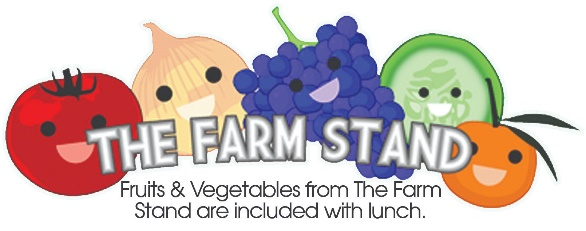 THE FARM STAND
Fruits & Vegetables from The Farm
Stand are included with lunch.